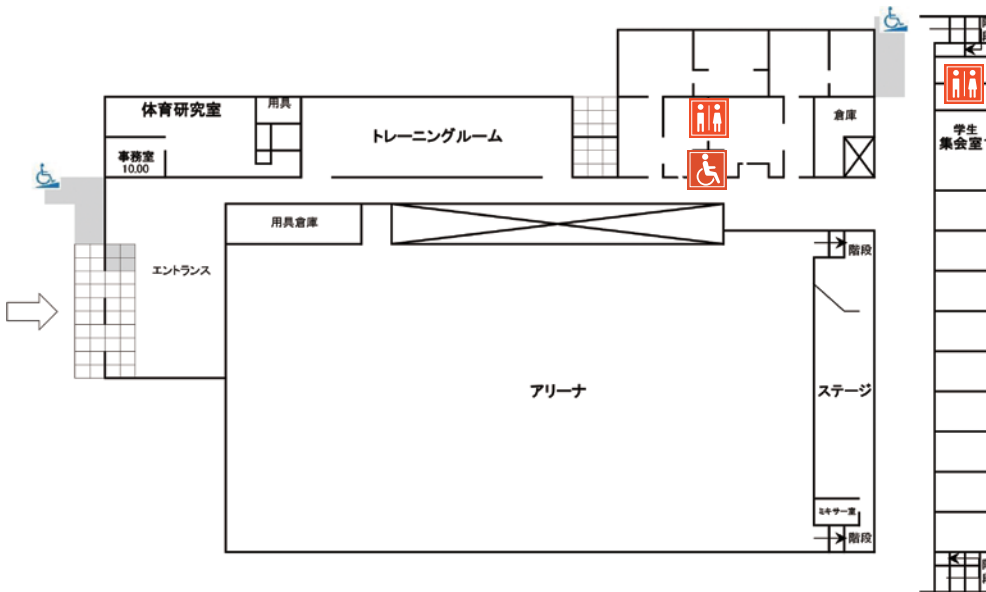 体育研究室
用具
事務室
10.00
トレーニングルーム
倉庫
学生
集会室
用具倉庫
エントランス
階段
アリーナ
ステージ
ミキサー室
階段